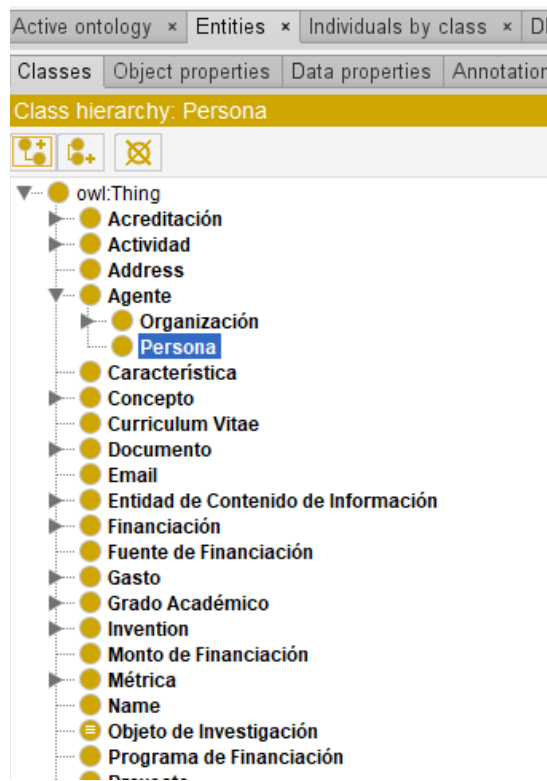 Active ontology × Entities × Individuals by class × Dl
Classes Object properties Data properties Annotation
Class hierarchy: Persona
owl:Thing
Acreditación
Actividad
Address
Agente
Organización
Persona
Característica
Concepto
Curriculum Vitae
Documento
Email
Entidad de Contenido de Información
Financiación
Fuente de Financiación
Gasto
Grado Académico
Invention
Monto de Financiación
Métrica
Name
Objeto de Investigación
Programa de Financiación